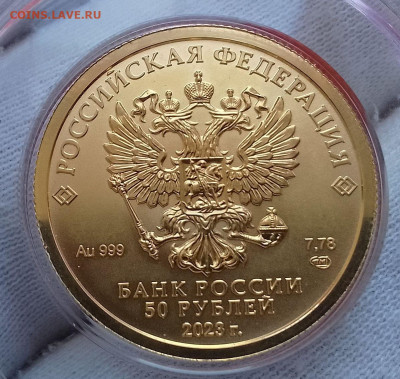 COINS.LAVE.RU
РОССИЙСКАЯ ФЕДЕРАЦИЯ
Au 999
7,78
БАНК РОССИИ
50 РУБЛЕЙ
2023 г.